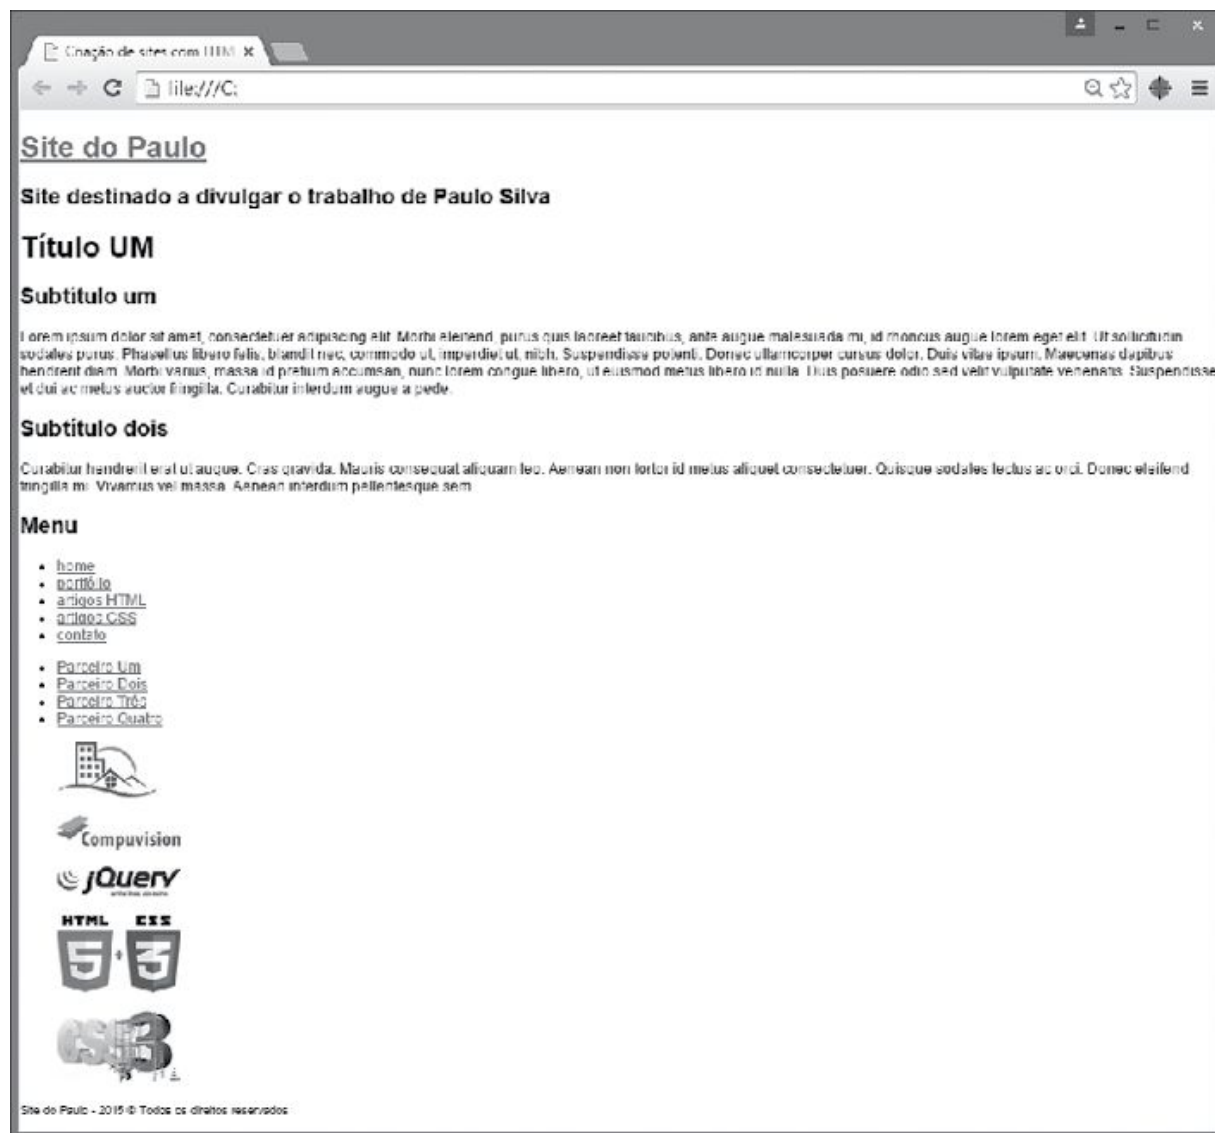 Criação de sites com HTM
file:///C:
Site do Paulo
Site destinado a divulgar o trabalho de Paulo Silva
Título UM
Subtítulo um
Lorem ipsum dolor sit amet, consectetuer adipiscing elit. Morbi eleifend, purus quis laoreet faucibus, ante augue malesuada mi, id rhoncus augue lorem eget elit. Ut sollicitudin
sodales purus. Phasellus libero felis, blandit nec, commodo ut, imperdiet ut, nibh. Suspendisse potenti. Donec ullamcorper cursus dolor. Duis vitae ipsum. Maecenas dapibus
hendrerit diam. Morbi varius, massa id pretium accumsan, nunc lorem congue libero, ut euismod metus libero id nulla. Duis posuere odio sed velit vulputate venenatis. Suspendisse
et dui ac metus auctor fringilla. Curabitur interdum augue a pede.
Subtítulo dois
Curabitur hendrerit erat ut augue. Cras gravida. Mauris consequat aliquam leo. Aenean non tortor id metus aliquet consectetuer. Quisque sodales lectus ac orci. Donec eleifend
fringilla mi. Vivamus vel massa. Aenean interdum pellentesque sem.
Menu
home
portfólio
artigos HTML
artigos CSS
contato
Parceiro Um
Parceiro Dois
Parceiro Três
Parceiro Quatro
Compuvision
jQuery
HTML CSS
5 + 3
CSS3
Site do Paulo - 2015 © Todos os direitos reservados